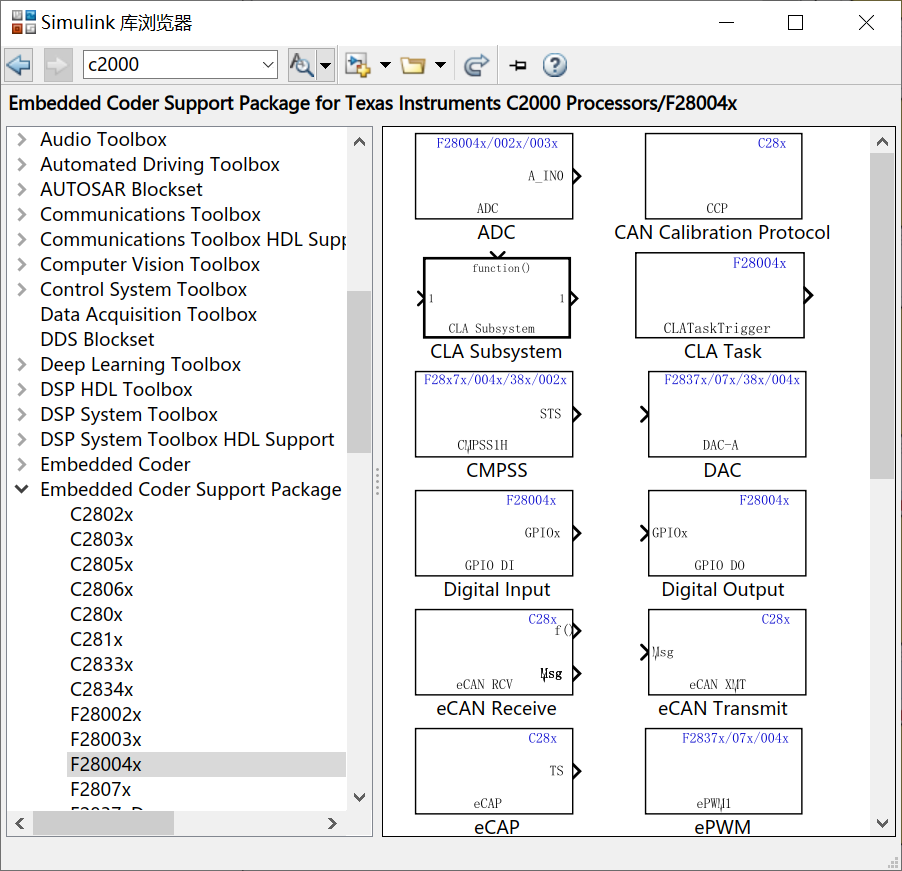 Simulink 库浏览器
c2000
Embedded Coder Support Package for Texas Instruments C2000 Processors/F28004x
Audio Toolbox
Automated Driving Toolbox
AUTOSAR Blockset
Communications Toolbox
Communications Toolbox HDL Supp
Computer Vision Toolbox
Control System Toolbox
Data Acquisition Toolbox
DDS Blockset
Deep Learning Toolbox
DSP HDL Toolbox
DSP System Toolbox
DSP System Toolbox HDL Support
Embedded Coder
Embedded Coder Support Package
C2802x
C2803x
C2805x
C2806x
C280x
C281x
C2833x
C2834x
F28002x
F28003x
F28004x
F2807x
F28004x/002x/003x
A_IN0
ADC
ADC
C28x
CCP
CAN Calibration Protocol
function()
1
1
CLA Subsystem
CLA Subsystem
F28004x
CLATaskTrigger
CLA Task
F28x7x/004x/38x/002x
STS
CMPSS1H
CMPSS
F2837x/07x/38x/004x
DAC-A
DAC
F28004x
GPIOx
GPIO DI
Digital Input
F28004x
GPIOx
GPIO DO
Digital Output
C28x
f()
Msg
eCAN RCV
eCAN Receive
C28x
Msg
eCAN XMT
eCAN Transmit
C28x
TS
eCAP
eCAP
F2837x/07x/004x
ePWM1
ePWM